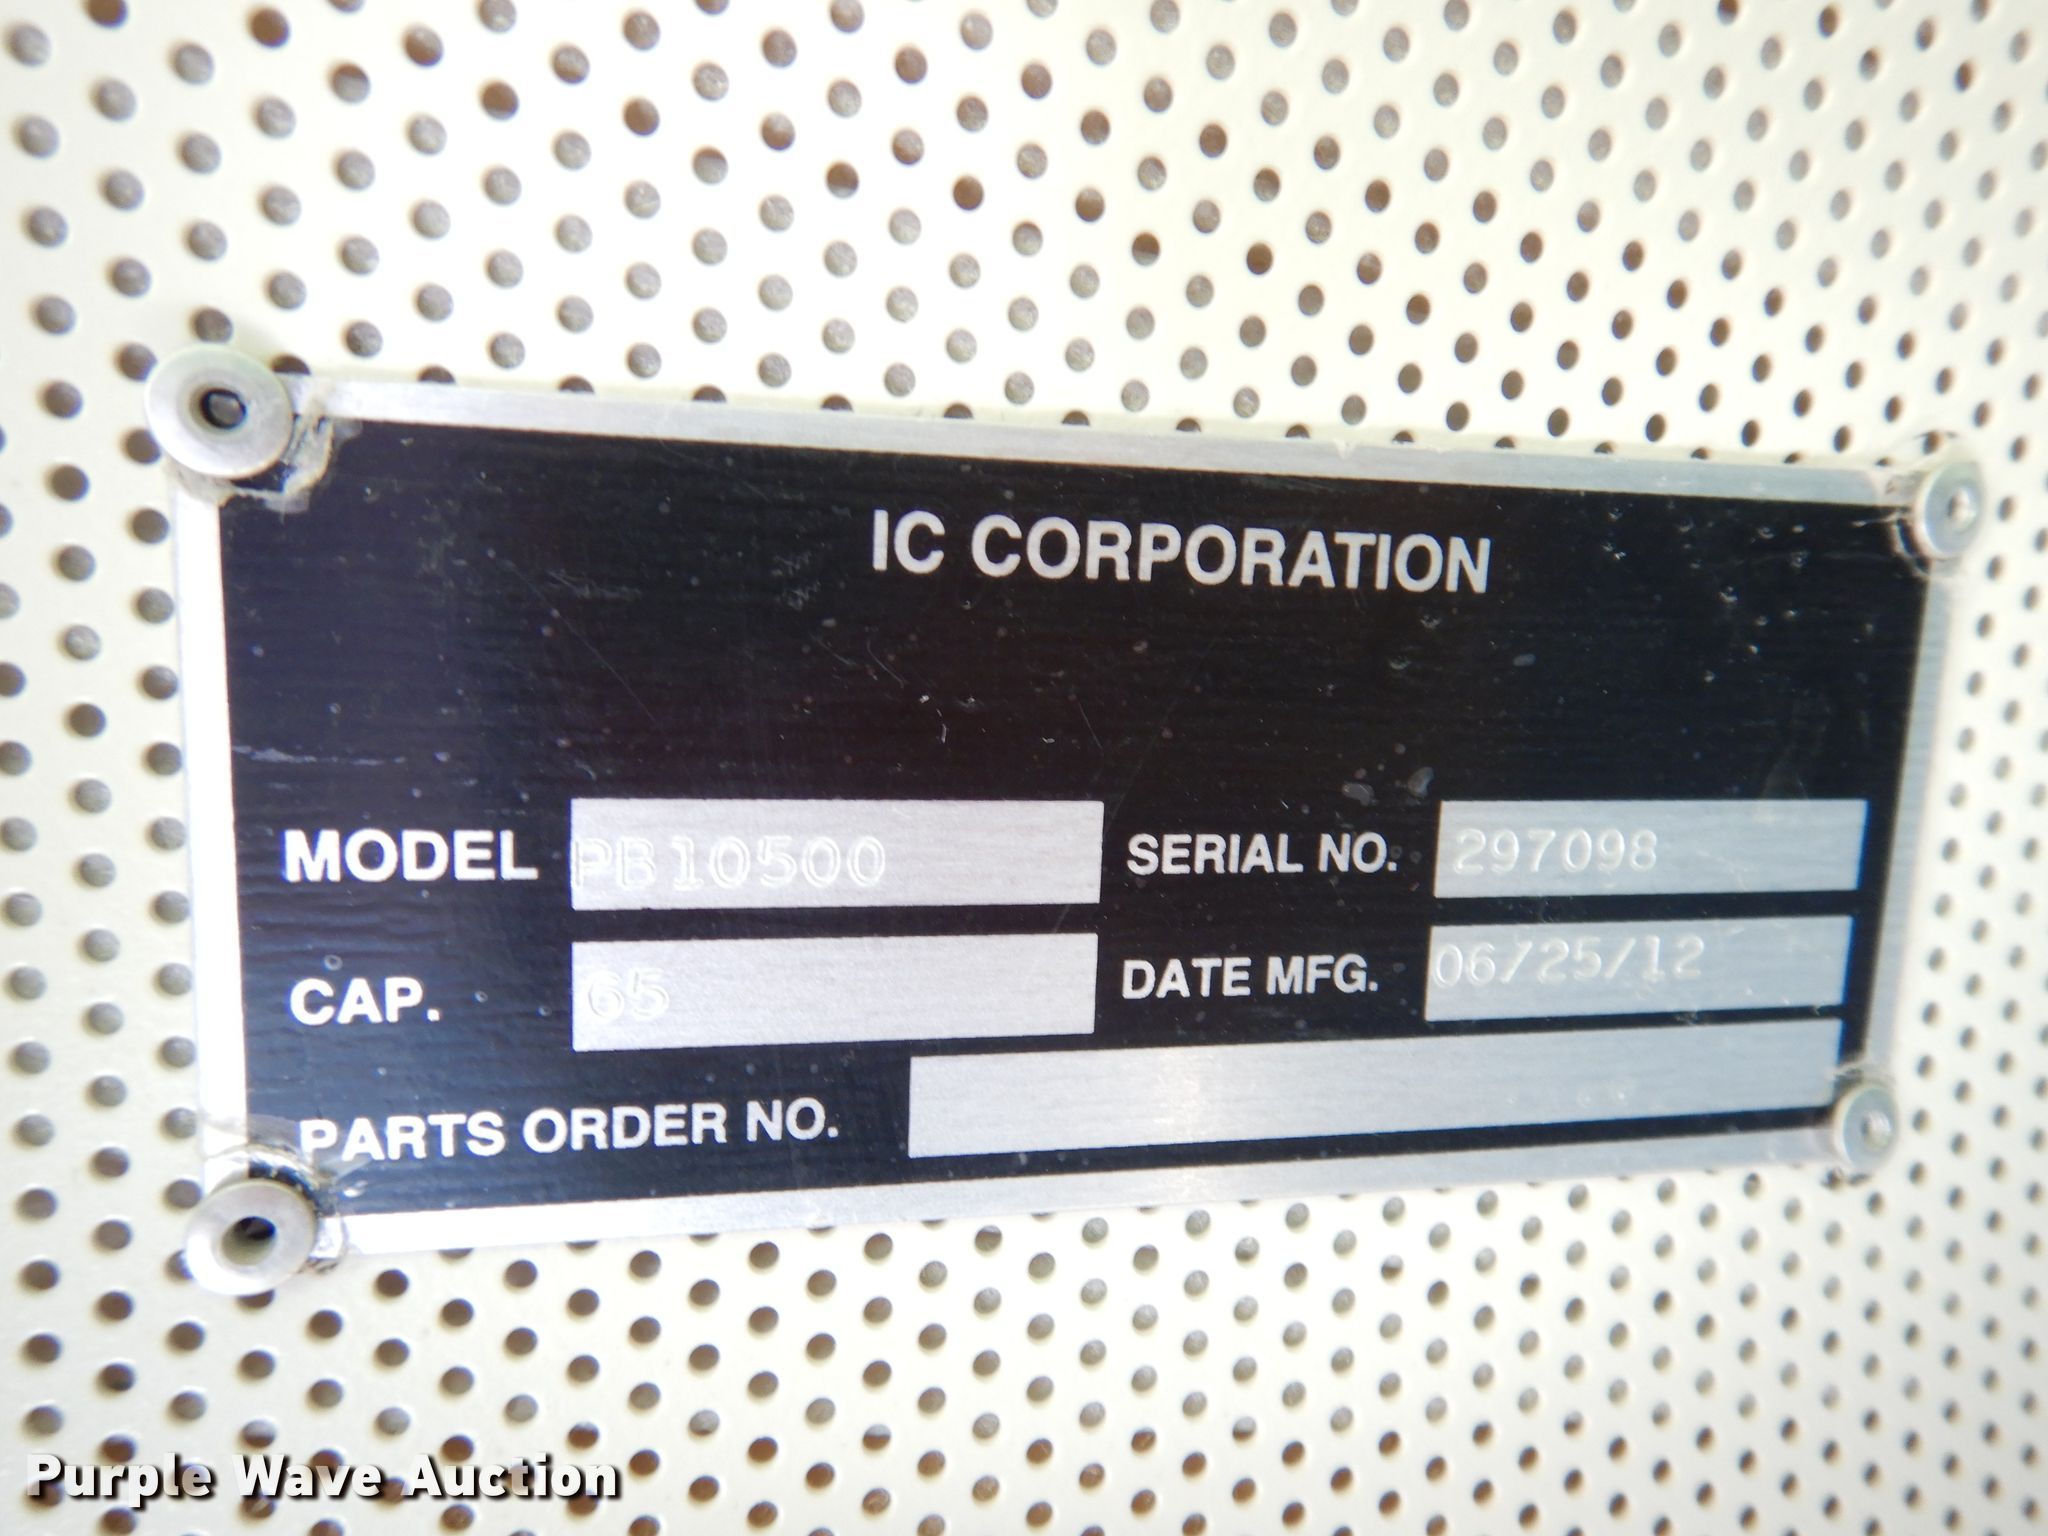 IC CORPORATION
MODEL PB10500 SERIAL NO. 297098
CAP. 65 DATE MFG. 06/25/12
PARTS ORDER NO.
Purple Wave Auction